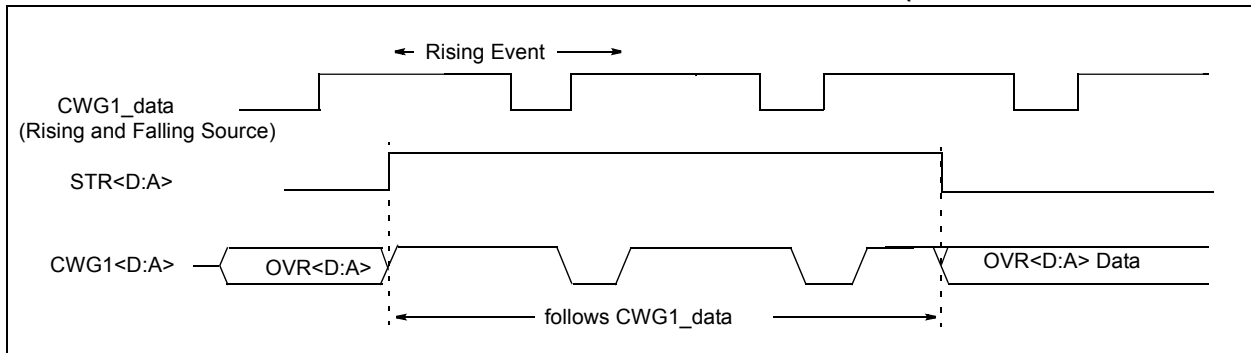 Rising Event
CWG1_data
(Rising and Falling Source)
STR<D:A>
CWG1<D:A>
OVR<D:A>
OVR<D:A> Data
follows CWG1_data